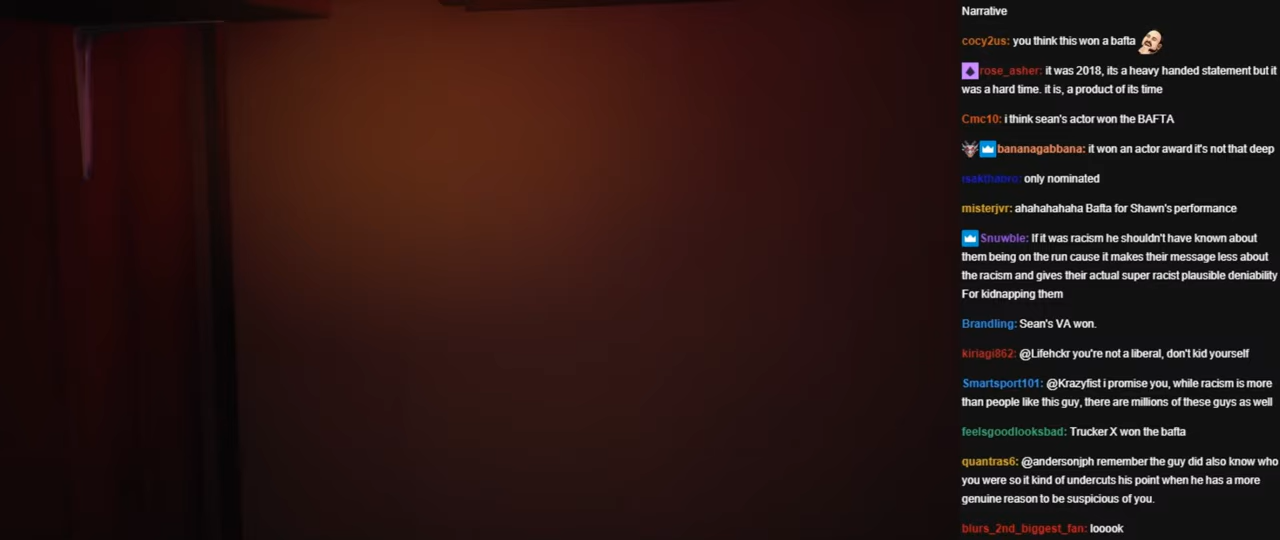 Narrative
cocy2us: you think this won a bafta
rose_asher: it was 2018, its a heavy handed statement but it
was a hard time. it is, a product of its time
Cmc10: i think sean's actor won the BAFTA
bananagabbana: it won an actor award it's not that deep
only nominated
misterjvr: ahahahahaha Bafta for Shawn's performance
Snuwble: If it was racism he shouldn't have known about
them being on the run cause it makes their message less about
the racism and gives their actual super racist plausible deniability
For kidnapping them
Brandling: Sean's VA won.
kiriagi862: @Lifehckr you're not a liberal, don't kid yourself
Smartsport101: @Krazyfist i promise you, while racism is more
than people like this guy, there are millions of these guys as well
feelsgoodlooksbad: Trucker X won the bafta
quantras6: @andersonjph remember the guy did also know who
you were so it kind of undercuts his point when he has a more
genuine reason to be suspicious of you.
blurs_2nd_biggest_fan: looook